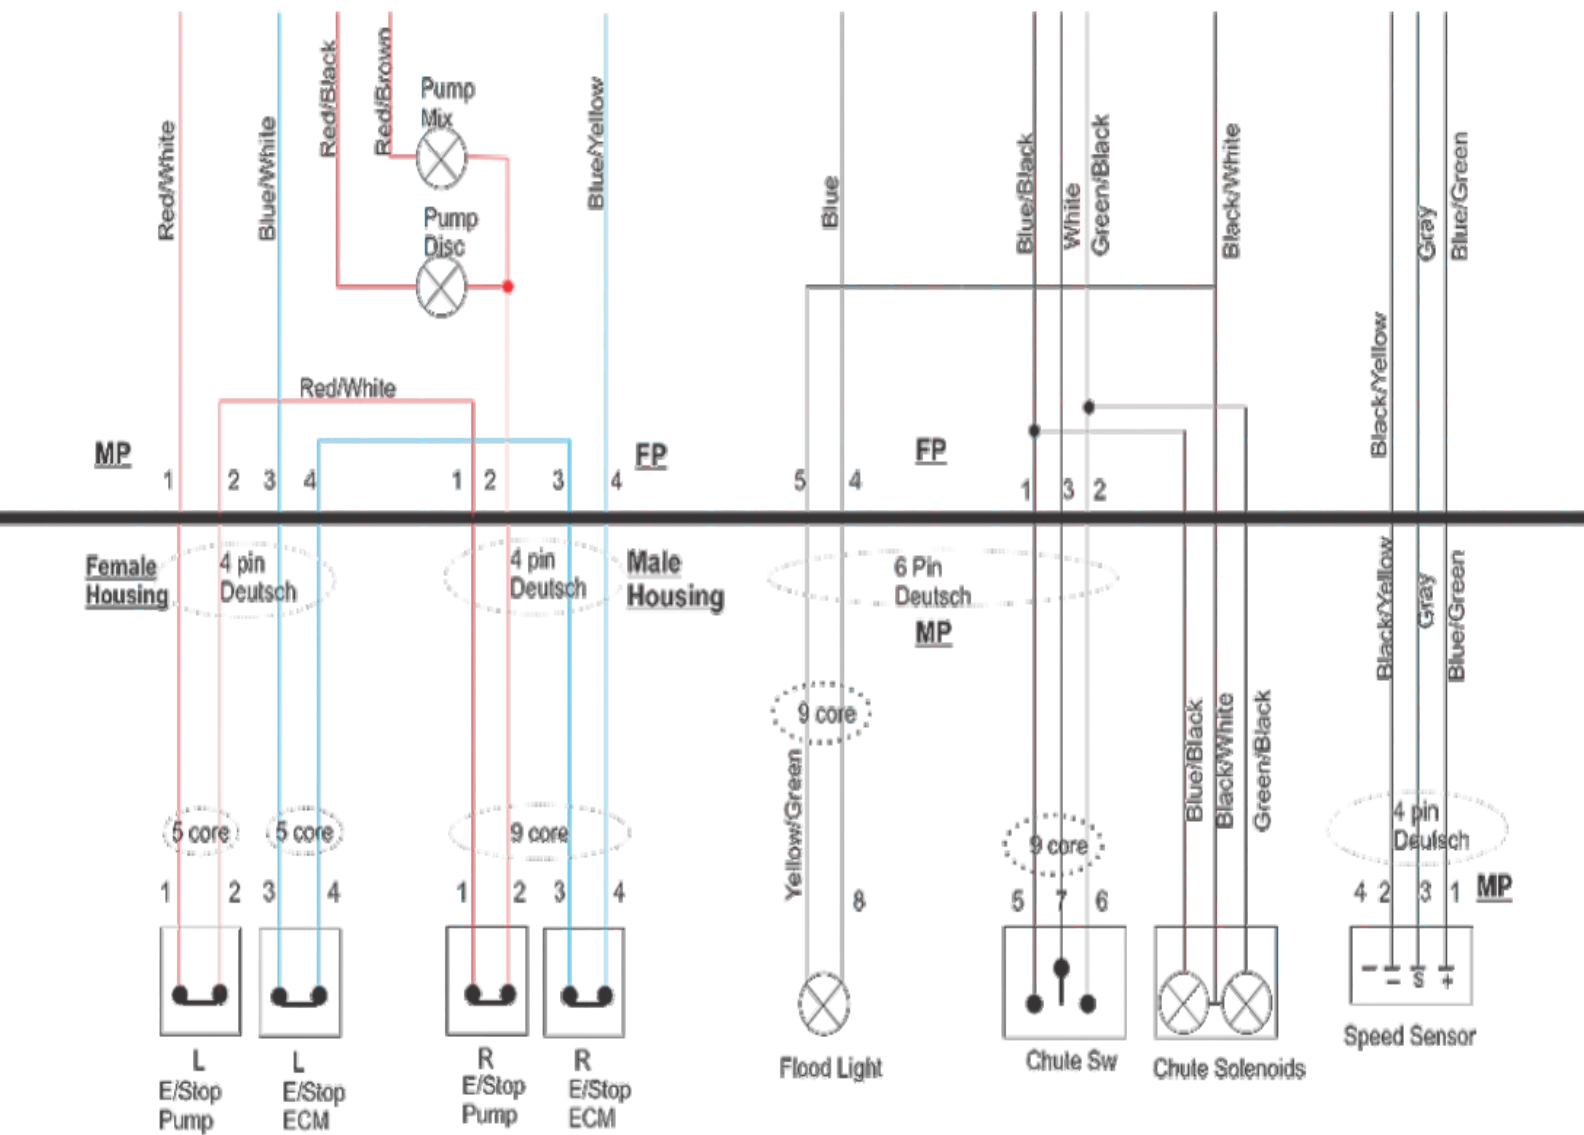 Red/White
Blue/White
Red/Black
Red/Brown
Pump
Mix
Pump
Disc
Blue/Yellow
Blue
Blue/Black
White
Green/Black
Black/White
Black/Yellow
Gray
Blue/Green
Red/White
MP
1
2
3
4
1
2
3
4
FP
5
4
FP
1
3
2
Female
Housing
4 pin
Deutsch
4 pin
Deutsch
Male
Housing
6 Pin
Deutsch
MP
Black/Yellow
Gray
Blue/Green
9 core
Yellow/Green
Blue/Black
Black/White
Green/Black
5 core
5 core
9 core
9 core
4 pin
Deutsch
1
2
3
4
1
2
3
4
8
5
7
6
4
2
3
1
MP
S
+
L
E/Stop
Pump
L
E/Stop
ECM
R
E/Stop
Pump
R
E/Stop
ECM
Flood Light
Chute Sw
Chute Solenoids
Speed Sensor